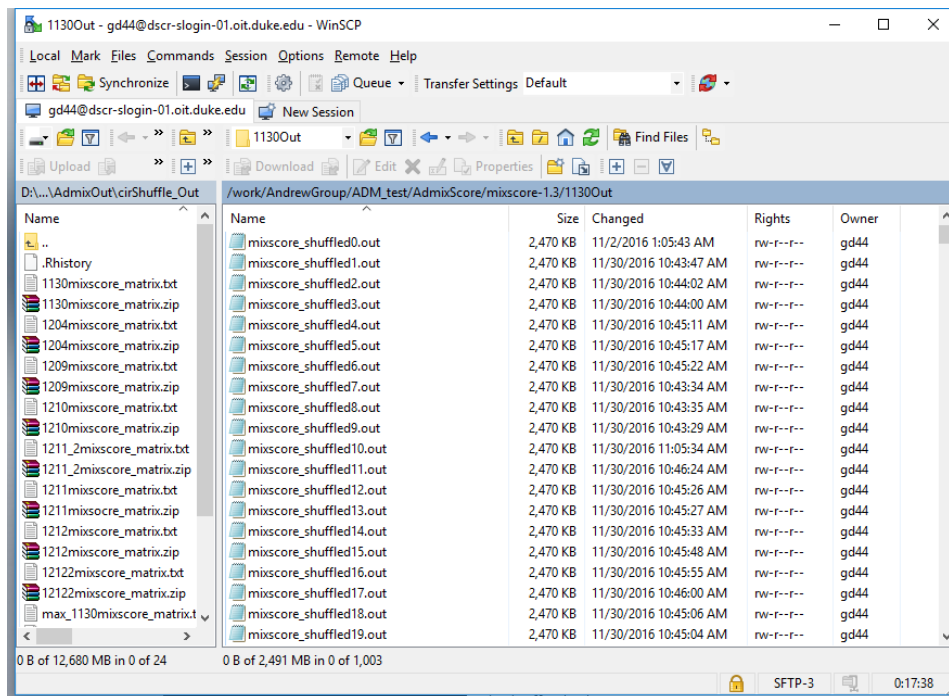 1130Out - gd44@dscr-slogin-01.oit.duke.edu - WinSCP
Local Mark Files Commands Session Options Remote Help
Synchronize Queue Transfer Settings Default
gd44@dscr-slogin-01.oit.duke.edu New Session
1130Out Find Files
Upload Download Edit Properties
D:\...\AdmixOut\cirShuffle_Out /work/AndrewGroup/ADM_test/AdmixScore/mixscore-1.3/1130Out
Name Name Size Changed Rights Owner
.. mixscore_shuffled0.out 2,470 KB 11/2/2016 1:05:43 AM rw-r--r-- gd44
.Rhistory mixscore_shuffled1.out 2,470 KB 11/30/2016 10:43:47 AM rw-r--r-- gd44
1130mixscore_matrix.txt mixscore_shuffled2.out 2,470 KB 11/30/2016 10:44:02 AM rw-r--r-- gd44
1130mixscore_matrix.zip mixscore_shuffled3.out 2,470 KB 11/30/2016 10:44:00 AM rw-r--r-- gd44
1204mixscore_matrix.txt mixscore_shuffled4.out 2,470 KB 11/30/2016 10:45:11 AM rw-r--r-- gd44
1204mixscore_matrix.zip mixscore_shuffled5.out 2,470 KB 11/30/2016 10:45:17 AM rw-r--r-- gd44
1209mixscore_matrix.txt mixscore_shuffled6.out 2,470 KB 11/30/2016 10:45:22 AM rw-r--r-- gd44
1209mixscore_matrix.zip mixscore_shuffled7.out 2,470 KB 11/30/2016 10:43:34 AM rw-r--r-- gd44
1210mixscore_matrix.txt mixscore_shuffled8.out 2,470 KB 11/30/2016 10:43:35 AM rw-r--r-- gd44
1210mixscore_matrix.zip mixscore_shuffled9.out 2,470 KB 11/30/2016 10:43:29 AM rw-r--r-- gd44
1211_2mixscore_matrix.txt mixscore_shuffled10.out 2,470 KB 11/30/2016 11:05:34 AM rw-r--r-- gd44
1211_2mixscore_matrix.zip mixscore_shuffled11.out 2,470 KB 11/30/2016 10:46:24 AM rw-r--r-- gd44
1211mixscore_matrix.txt mixscore_shuffled12.out 2,470 KB 11/30/2016 10:45:26 AM rw-r--r-- gd44
1211mixzcore_matrix.zip mixscore_shuffled13.out 2,470 KB 11/30/2016 10:45:27 AM rw-r--r-- gd44
1212mixscore_matrix.txt mixscore_shuffled14.out 2,470 KB 11/30/2016 10:45:33 AM rw-r--r-- gd44
1212mixscore_matrix.zip mixscore_shuffled15.out 2,470 KB 11/30/2016 10:45:48 AM rw-r--r-- gd44
12122mixscore_matrix.txt mixscore_shuffled16.out 2,470 KB 11/30/2016 10:45:55 AM rw-r--r-- gd44
12122mixscore_matrix.zip mixscore_shuffled17.out 2,470 KB 11/30/2016 10:46:00 AM rw-r--r-- gd44
max_1130mixscore_matrix.t mixscore_shuffled18.out 2,470 KB 11/30/2016 10:45:06 AM rw-r--r-- gd44
mixscore_shuffled19.out 2,470 KB 11/30/2016 10:45:04 AM rw-r--r-- gd44
0 B of 12,680 MB in 0 of 24 0 B of 2,491 MB in 0 of 1,003
SFTP-3 0:17:38